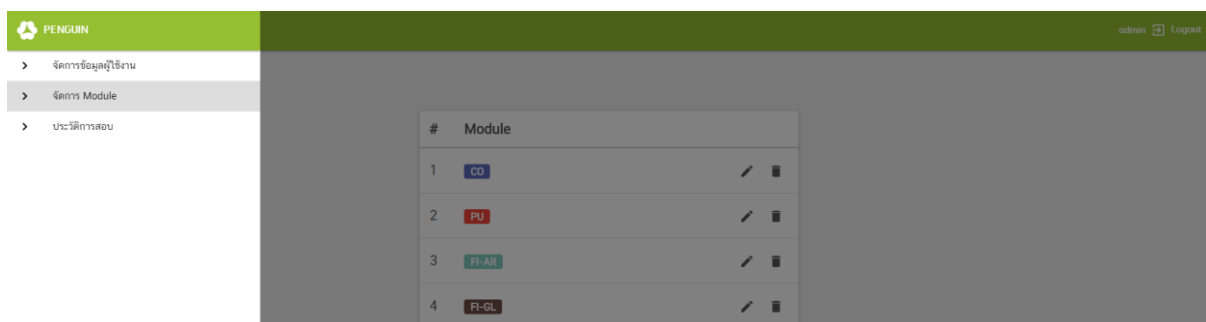 PENGUIN
admin Logout
จัดการข้อมูลผู้ใช้งาน
จัดการ Module
ประวัติการสอบ
# Module
1 CO
2 PU
3 FI-AR
4 FI-GL